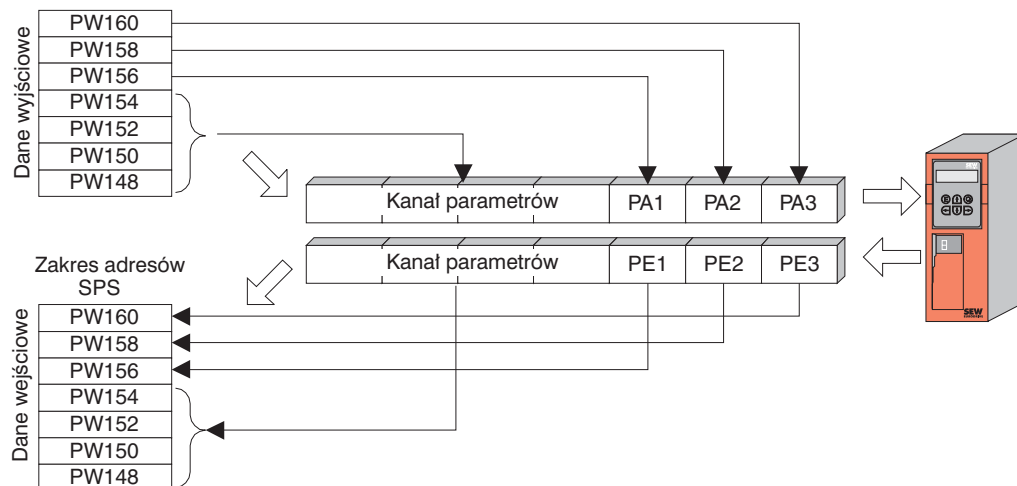 Dane wyjściowe
PW160
PW158
PW156
PW154
PW152
PW150
PW148
Kanał parametrów
PA1
PA2
PA3
Kanał parametrów
PE1
PE2
PE3
Zakres adresów
SPS
Dane wejściowe
PW160
PW158
PW156
PW154
PW152
PW150
PW148
SEW